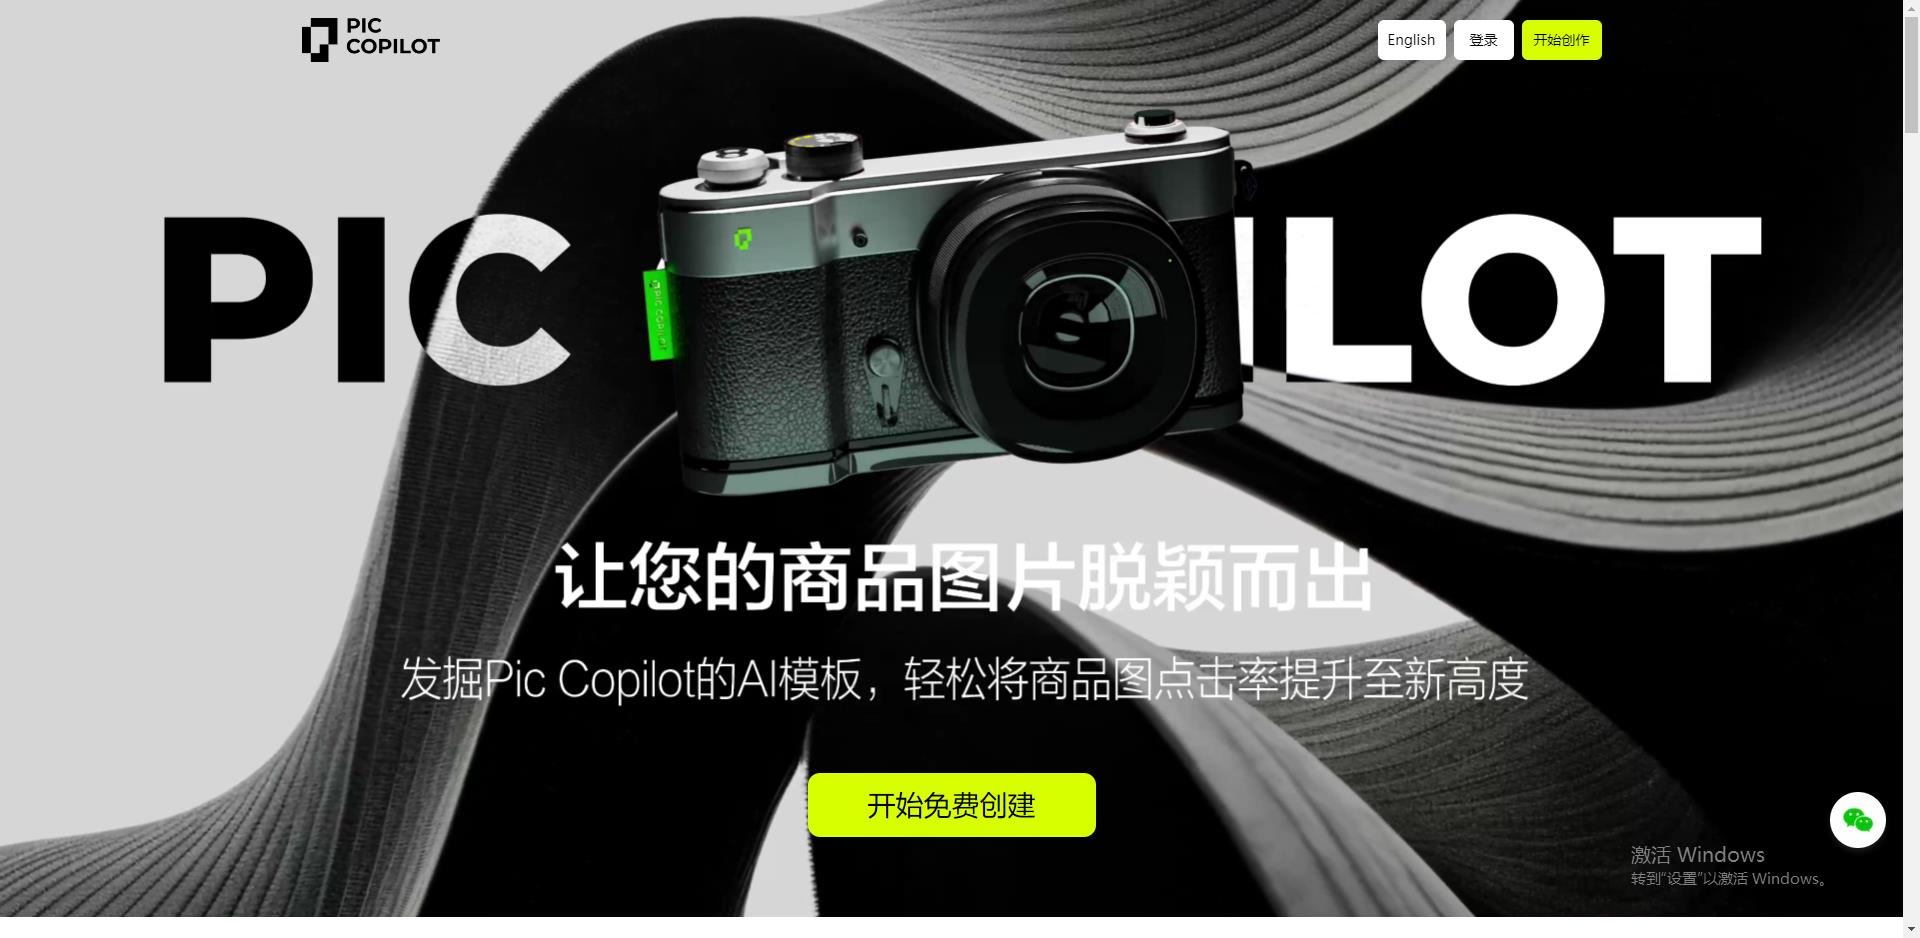 PIC
COPILOT
English
登录
开始创作
PIC
ILOT
PIC COPILOT
让您的商品图片脱颖而出
发掘Pic Copilot的AI模板，轻松将商品图点击率提升至新高度
开始免费创建
激活 Windows
转到“设置”以激活 Windows。